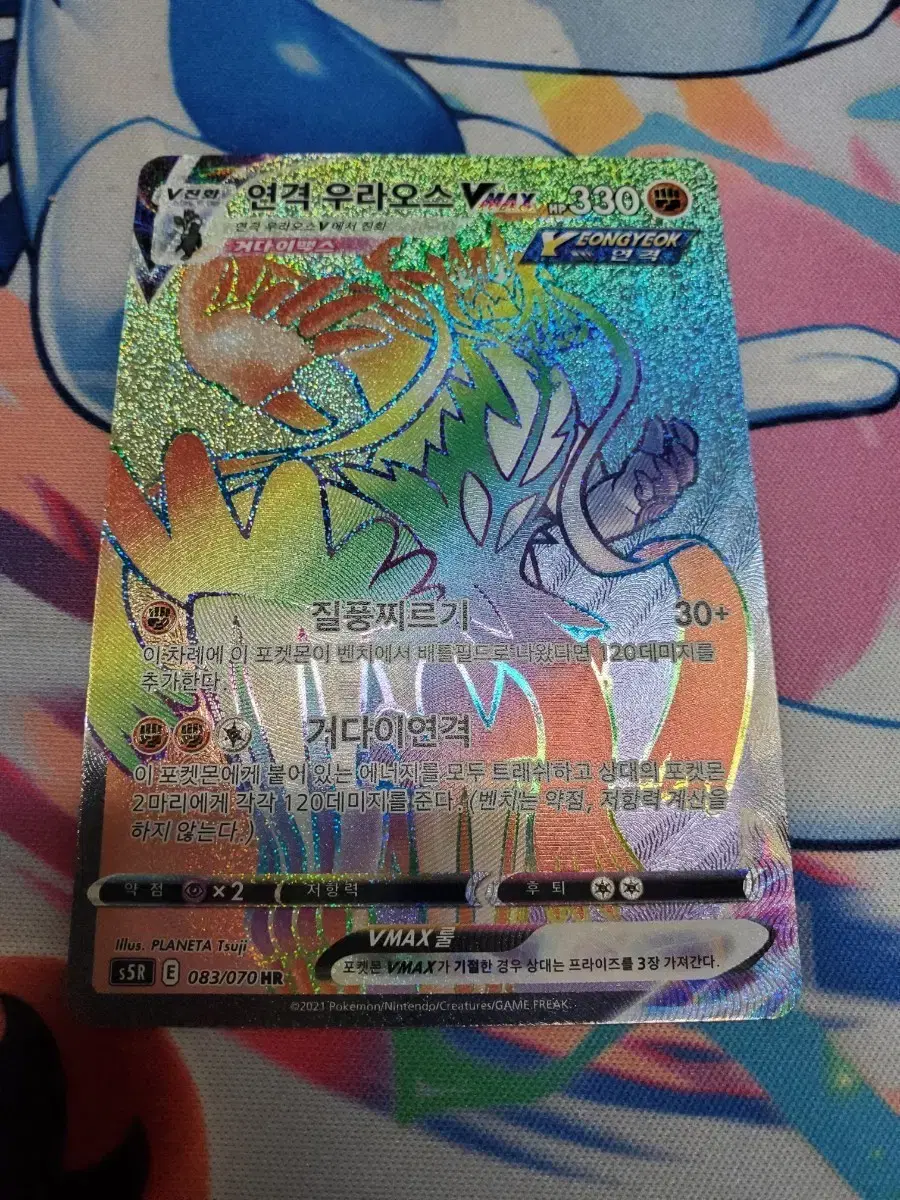 V진화
연격 우라오스 VMAX HP 330
연격 우라오스V에서 진화
거다이맥스
YEONGYEOK
연격
질풍찌르기 30+
이 차례에 이 포켓몬이 벤치에서 배틀필드로 나왔다면 120데미지를
추가한다.
거다이연격
이 포켓몬에게 붙어 있는 에너지를 모두 트래쉬하고 상대의 포켓몬
2마리에게 각각 120데미지를 준다. (벤치는 약점, 저항력 계산을
하지 않는다.)
약점 ×2 저항력 후퇴
Illus. PLANETA Tsuji
VMAX룰
포켓몬 VMAX가 기절한 경우 상대는 프라이즈를 3장 가져간다.
s5R E 083/070 HR
©2021 Pokémon/Nintendo/Creatures/GAME FREAK.